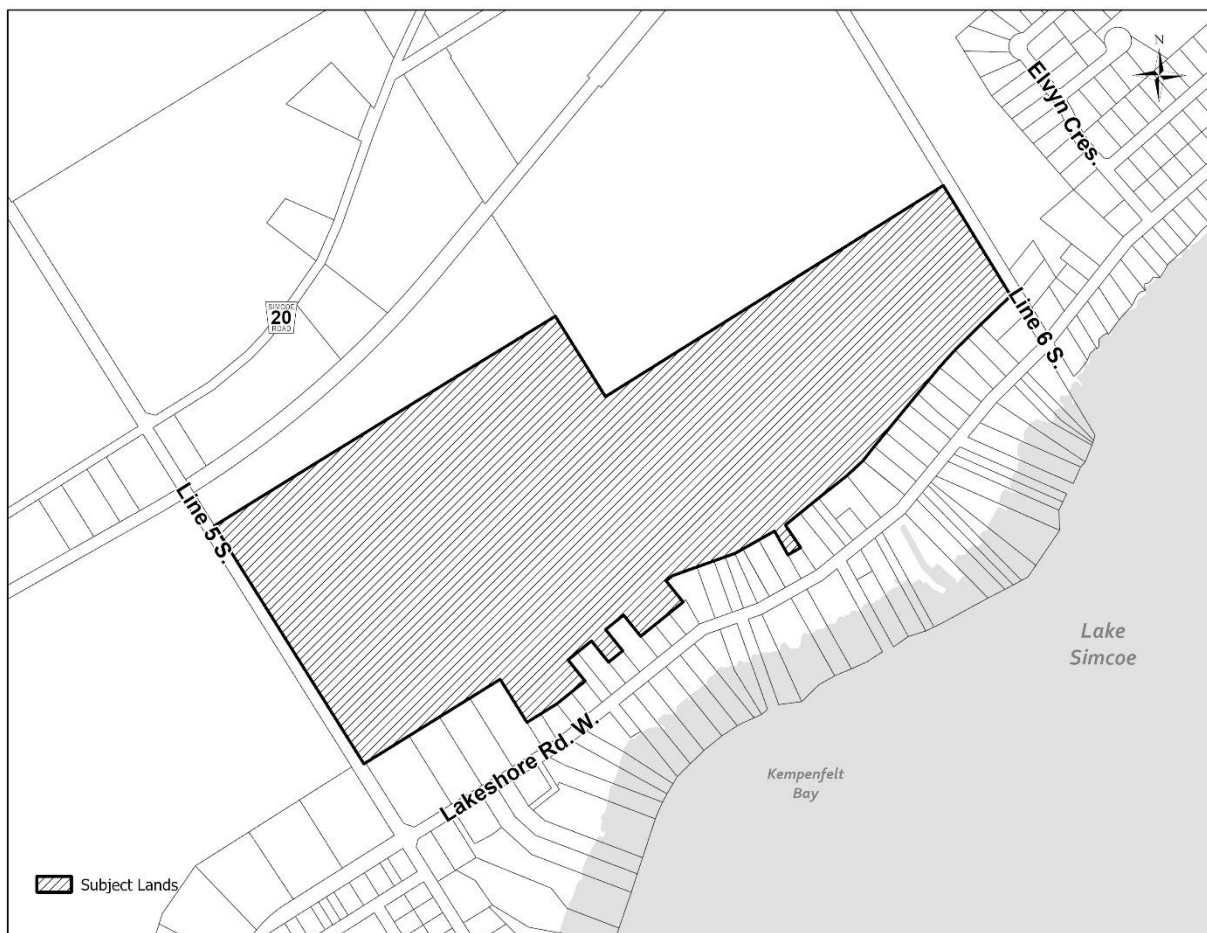 N
Elvyn Cres.
SIMCOE
20
ROAD
Line 6 S.
Line 5 S.
Lake
Simcoe
Lakeshore Rd. W.
Kempenfelt
Bay
Subject Lands